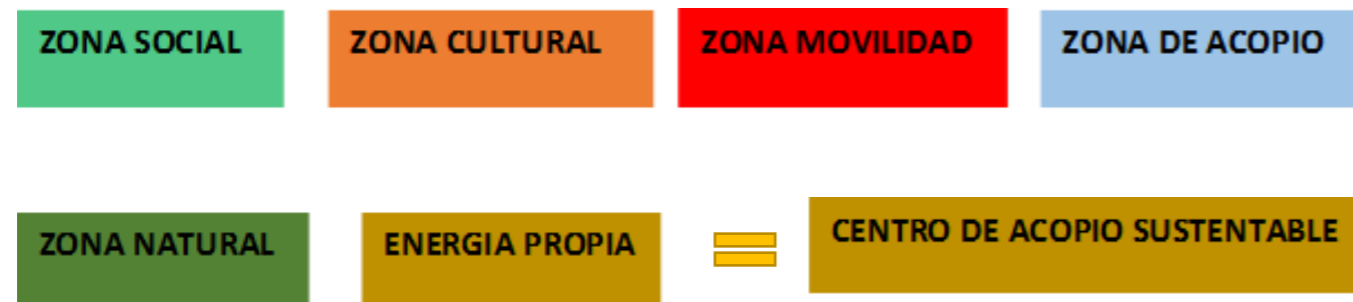 ZONA SOCIAL
ZONA CULTURAL
ZONA MOVILIDAD
ZONA DE ACOPIO
ZONA NATURAL
ENERGIA PROPIA
CENTRO DE ACOPIO SUSTENTABLE